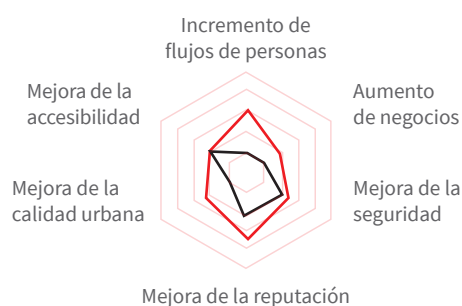 Incremento de
flujos de personas
Mejora de la
accesibilidad
Aumento
de negocios
Mejora de la
calidad urbana
Mejora de la
seguridad
Mejora de la reputación